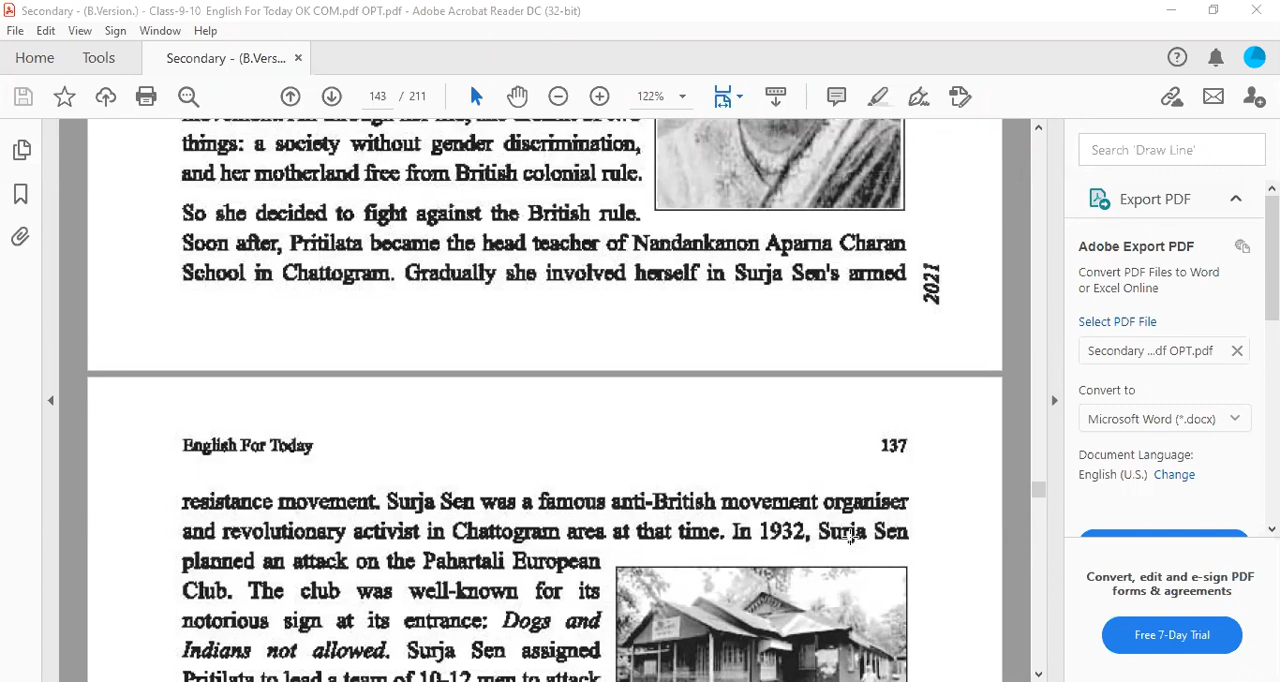 Secondary - (B.Version.) - Class-9-10 English For Today OK COM.pdf OPT.pdf - Adobe Acrobat Reader DC (32-bit)
File Edit View Sign Window Help
Home Tools Secondary - (B.Vers... ×
143 / 211 122%
things: a society without gender discrimination,
and her motherland free from British colonial rule.
So she decided to fight against the British rule.
Soon after, Pritilata became the head teacher of Nandankanon Aparna Charan
School in Chattogram. Gradually she involved herself in Surja Sen's armed
2021
English For Today 137
resistance movement. Surja Sen was a famous anti-British movement organiser
and revolutionary activist in Chattogram area at that time. In 1932, Surja Sen
planned an attack on the Pahartali European
Club. The club was well-known for its
notorious sign at its entrance: Dogs and
Indians not allowed. Surja Sen assigned
Pritilata to lead a team of 10-12 men to attack
Search 'Draw Line'
Export PDF
Adobe Export PDF
Convert PDF Files to Word
or Excel Online
Select PDF File
Secondary ...df OPT.pdf
Convert to
Microsoft Word (*.docx)
Document Language:
English (U.S.) Change
Convert, edit and e-sign PDF
forms & agreements
Free 7-Day Trial